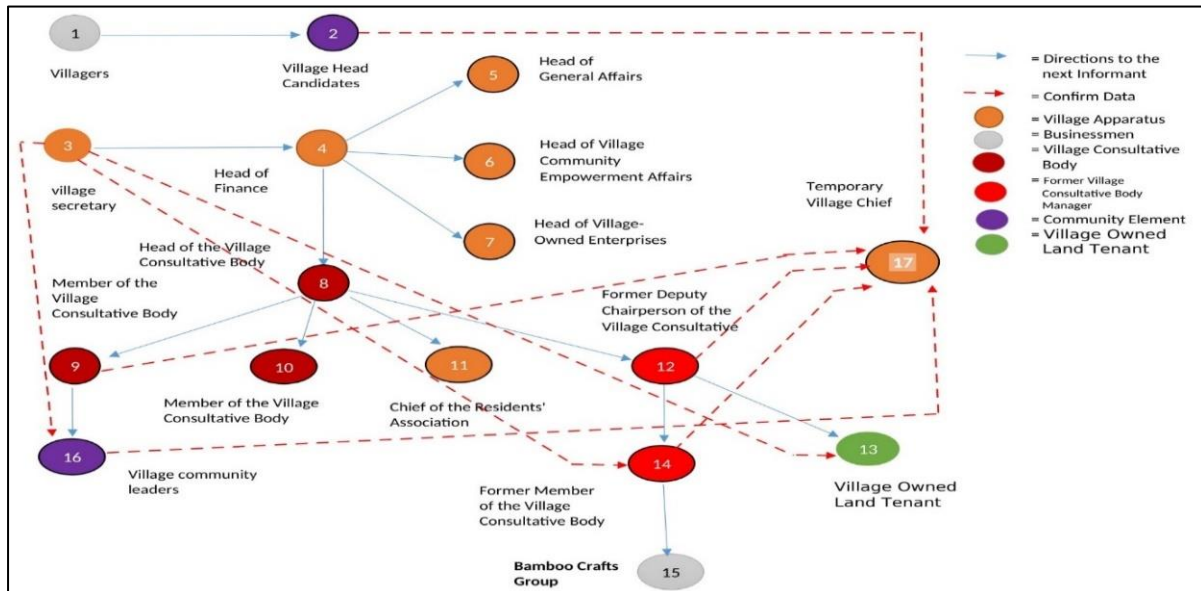 1
Villagers
2
Village Head
Candidates
3
village
secretary
4
Head of
Finance
5
Head of
General Affairs
6
Head of Village
Community
Empowerment Affairs
7
Head of Village-
Owned Enterprises
Head of the Village
Consultative Body
8
Member of the
Village
Consultative Body
9
10
Member of the Village
Consultative Body
11
Chief of the Residents'
Association
Former Deputy
Chairperson of the
Village Consultative
12
13
Village Owned
Land Tenant
14
Former Member
of the Village
Consultative Body
Bamboo Crafts
Group
15
16
Village community
leaders
Temporary
Village Chief
17
= Directions to the
next Informant
= Confirm Data
= Village Apparatus
= Businessmen
= Village Consultative
Body
= Former Village
Consultative Body
Manager
= Community Element
= Village Owned
Land Tenant